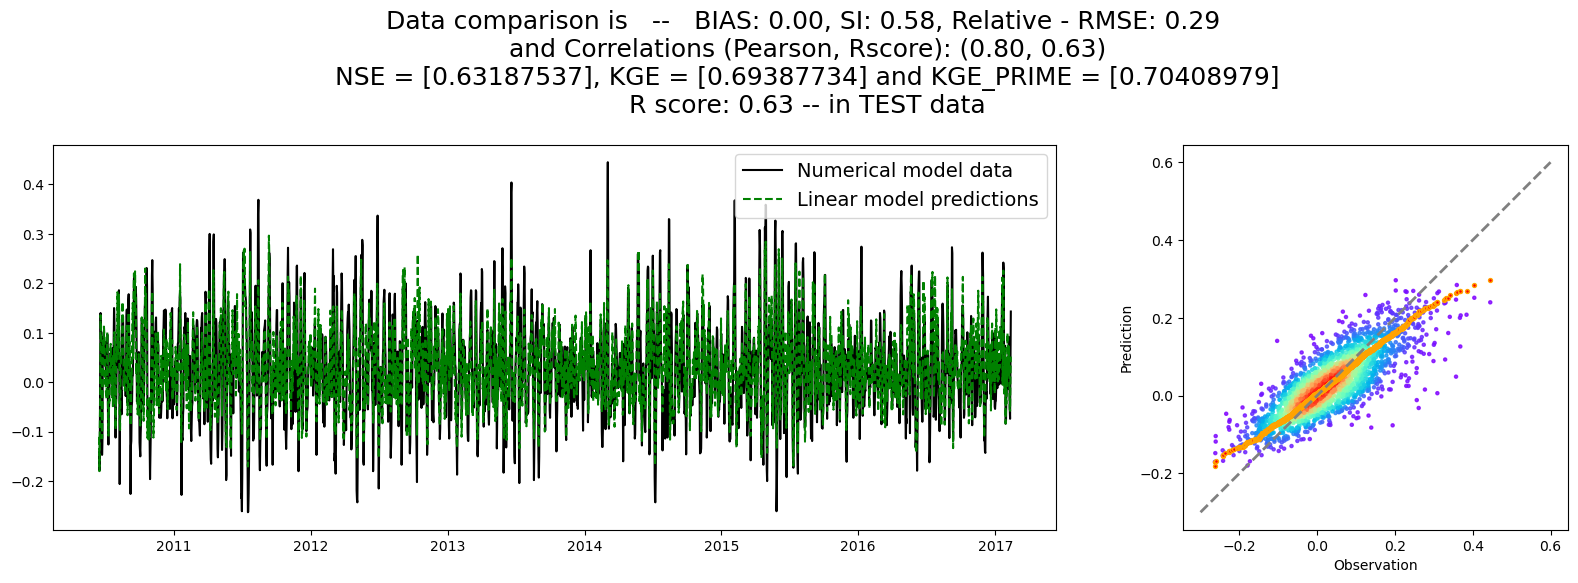 Data comparison is   --   BIAS: 0.00, SI: 0.58, Relative - RMSE: 0.29
and Correlations (Pearson, Rscore): (0.80, 0.63)
NSE = [0.63187537], KGE = [0.69387734] and KGE_PRIME = [0.70408979]
R score: 0.63 -- in TEST data
Numerical model data
Linear model predictions
0.4
0.3
0.2
0.1
0.0
−0.1
−0.2
2011 2012 2013 2014 2015 2016 2017
Prediction
0.6
0.4
0.2
0.0
−0.2
−0.2 0.0 0.2 0.4 0.6
Observation